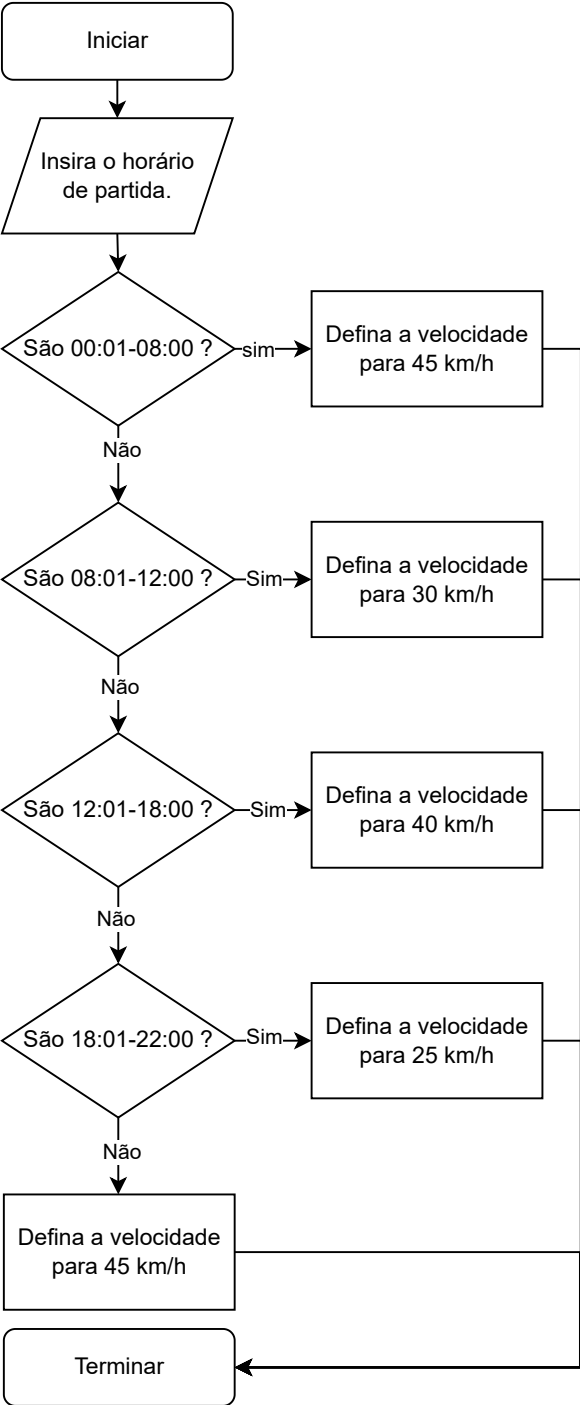 Iniciar
Insira o horário
de partida.
São 00:01-08:00 ?
sim
Defina a velocidade
para 45 km/h
Não
São 08:01-12:00 ?
Sim
Defina a velocidade
para 30 km/h
Não
São 12:01-18:00 ?
Sim
Defina a velocidade
para 40 km/h
Não
São 18:01-22:00 ?
Sim
Defina a velocidade
para 25 km/h
Não
Defina a velocidade
para 45 km/h
Terminar